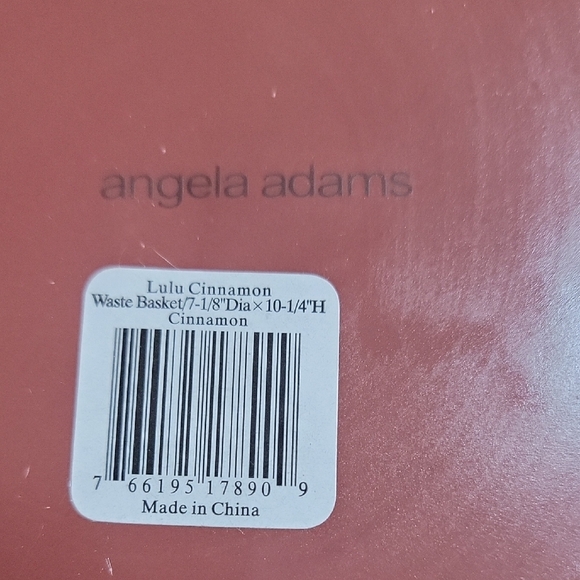 angela adams
Lulu Cinnamon
Waste Basket/7-1/8"Dia×10-1/4"H
Cinnamon
7 66195 17890 9
Made in China